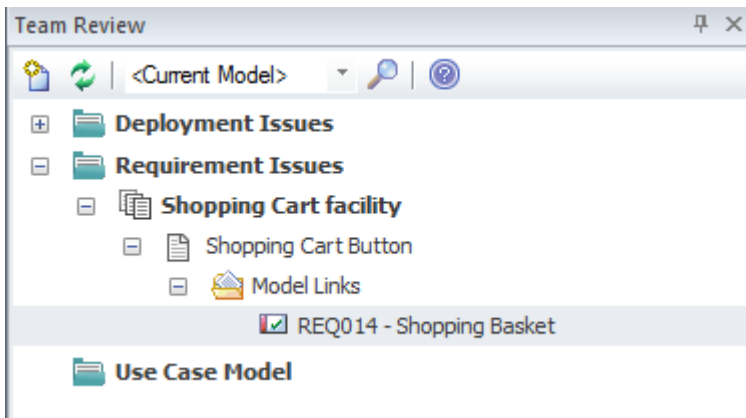 Team Review
<Current Model>
Deployment Issues
Requirement Issues
Shopping Cart facility
Shopping Cart Button
Model Links
REQ014 - Shopping Basket
Use Case Model